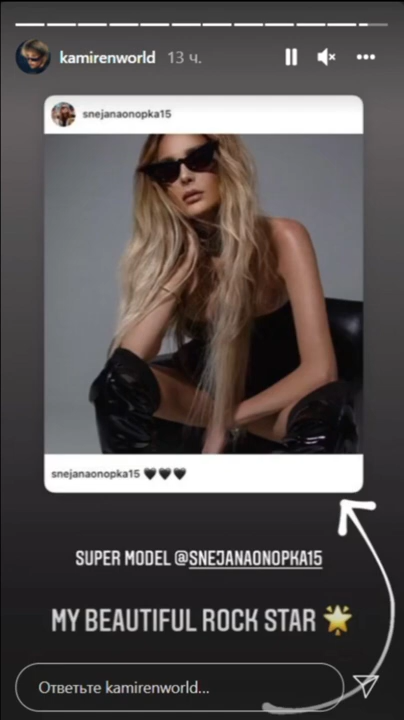 kamirenworld 13 ч.
snejanaonopka15
snejanaonopka15 🖤🖤🖤
SUPER MODEL @SNEJANAONOPKA15
MY BEAUTIFUL ROCK STAR 🌟
Ответьте kamirenworld...